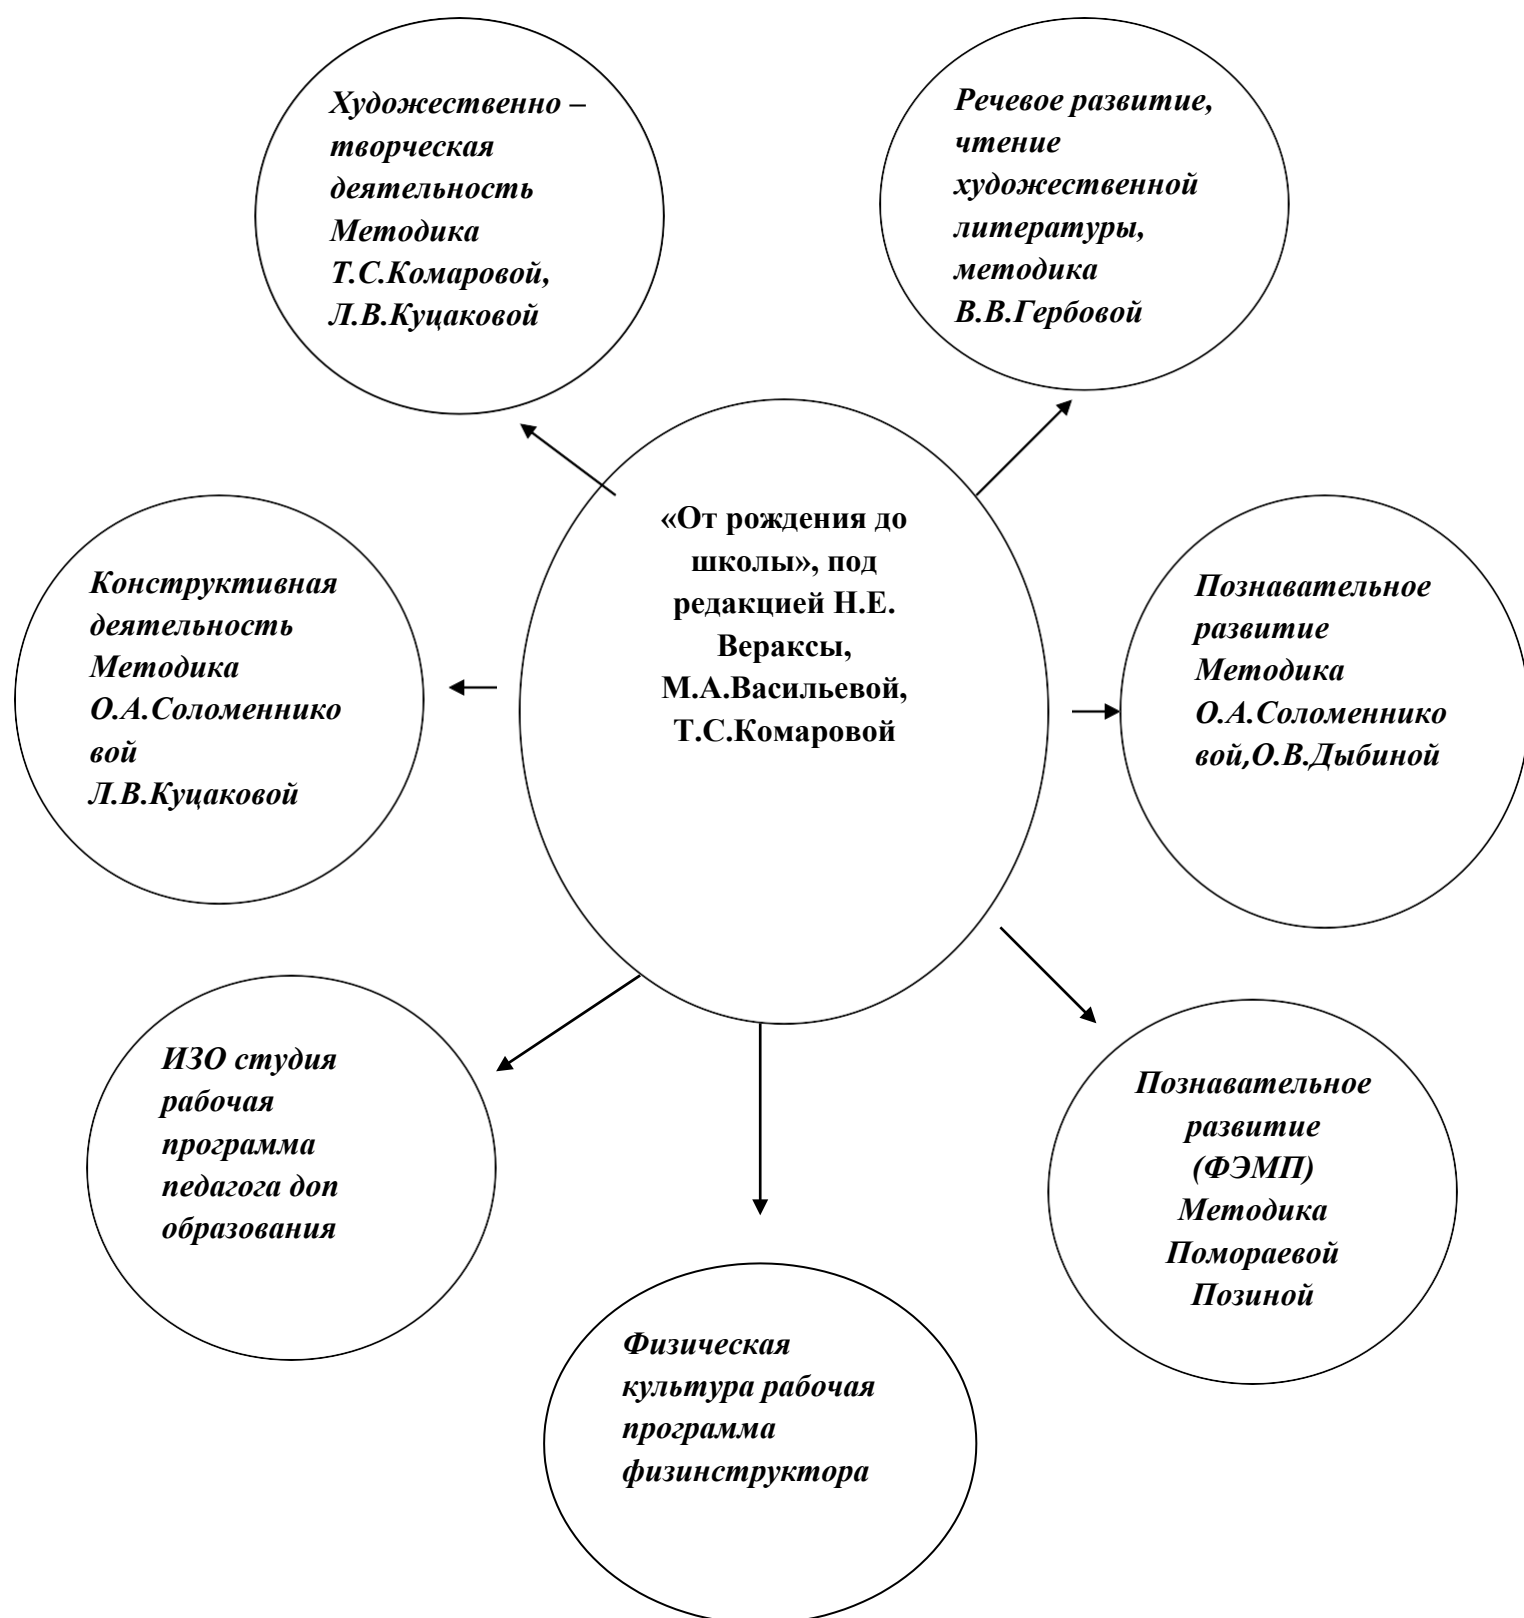 Художественно –
творческая
деятельность
Методика
Т.С.Комаровой,
Л.В.Куцаковой
Речевое развитие,
чтение
художественной
литературы,
методика
В.В.Гербовой
«От рождения до
школы», под
редакцией Н.Е.
Вераксы,
М.А.Васильевой,
Т.С.Комаровой
Конструктивная
деятельность
Методика
О.А.Соломеннико
вой
Л.В.Куцаковой
Познавательное
развитие
Методика
О.А.Соломеннико
вой,О.В.Дыбиной
ИЗО студия
рабочая
программа
педагога доп
образования
Познавательное
развитие
(ФЭМП)
Методика
Помораевой
Позиной
Физическая
культура рабочая
программа
физинструктора